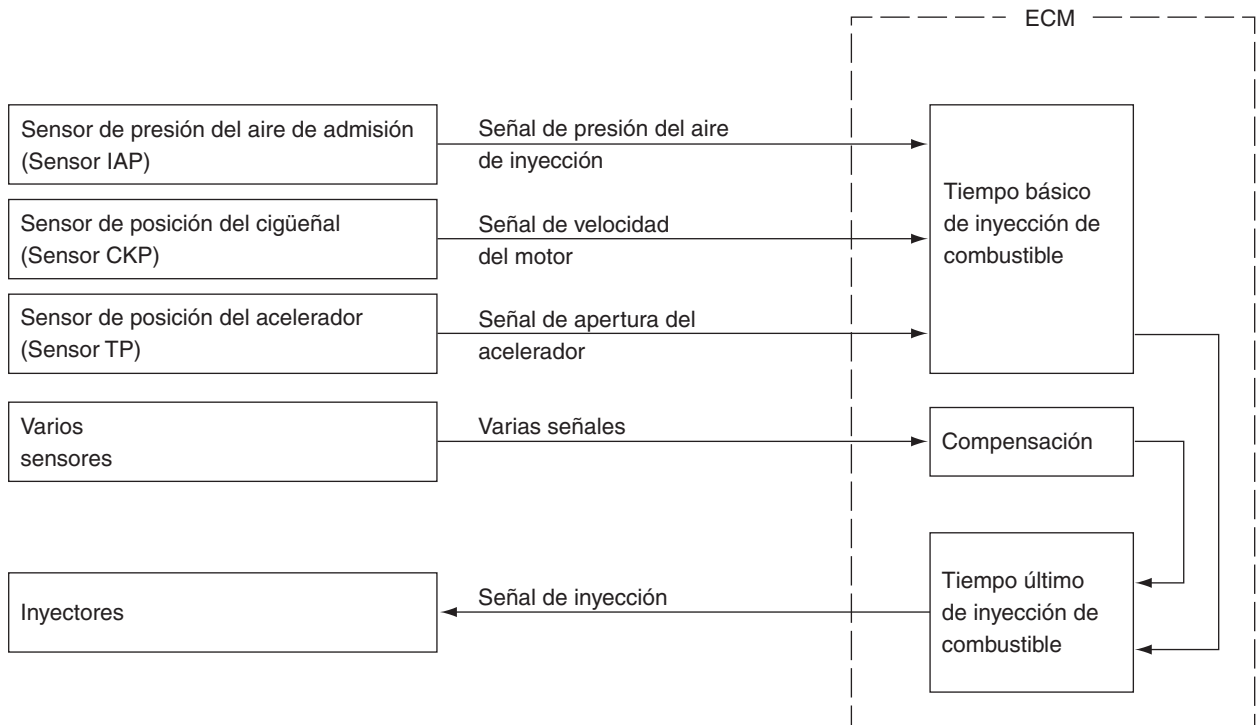 ECM
Sensor de presión del aire de admisión
(Sensor IAP)
Señal de presión del aire
de inyección
Sensor de posición del cigüeñal
(Sensor CKP)
Señal de velocidad
del motor
Sensor de posición del acelerador
(Sensor TP)
Señal de apertura del
acelerador
Tiempo básico
de inyección de
combustible
Varios
sensores
Varias señales
Compensación
Inyectores
Señal de inyección
Tiempo último
de inyección de
combustible